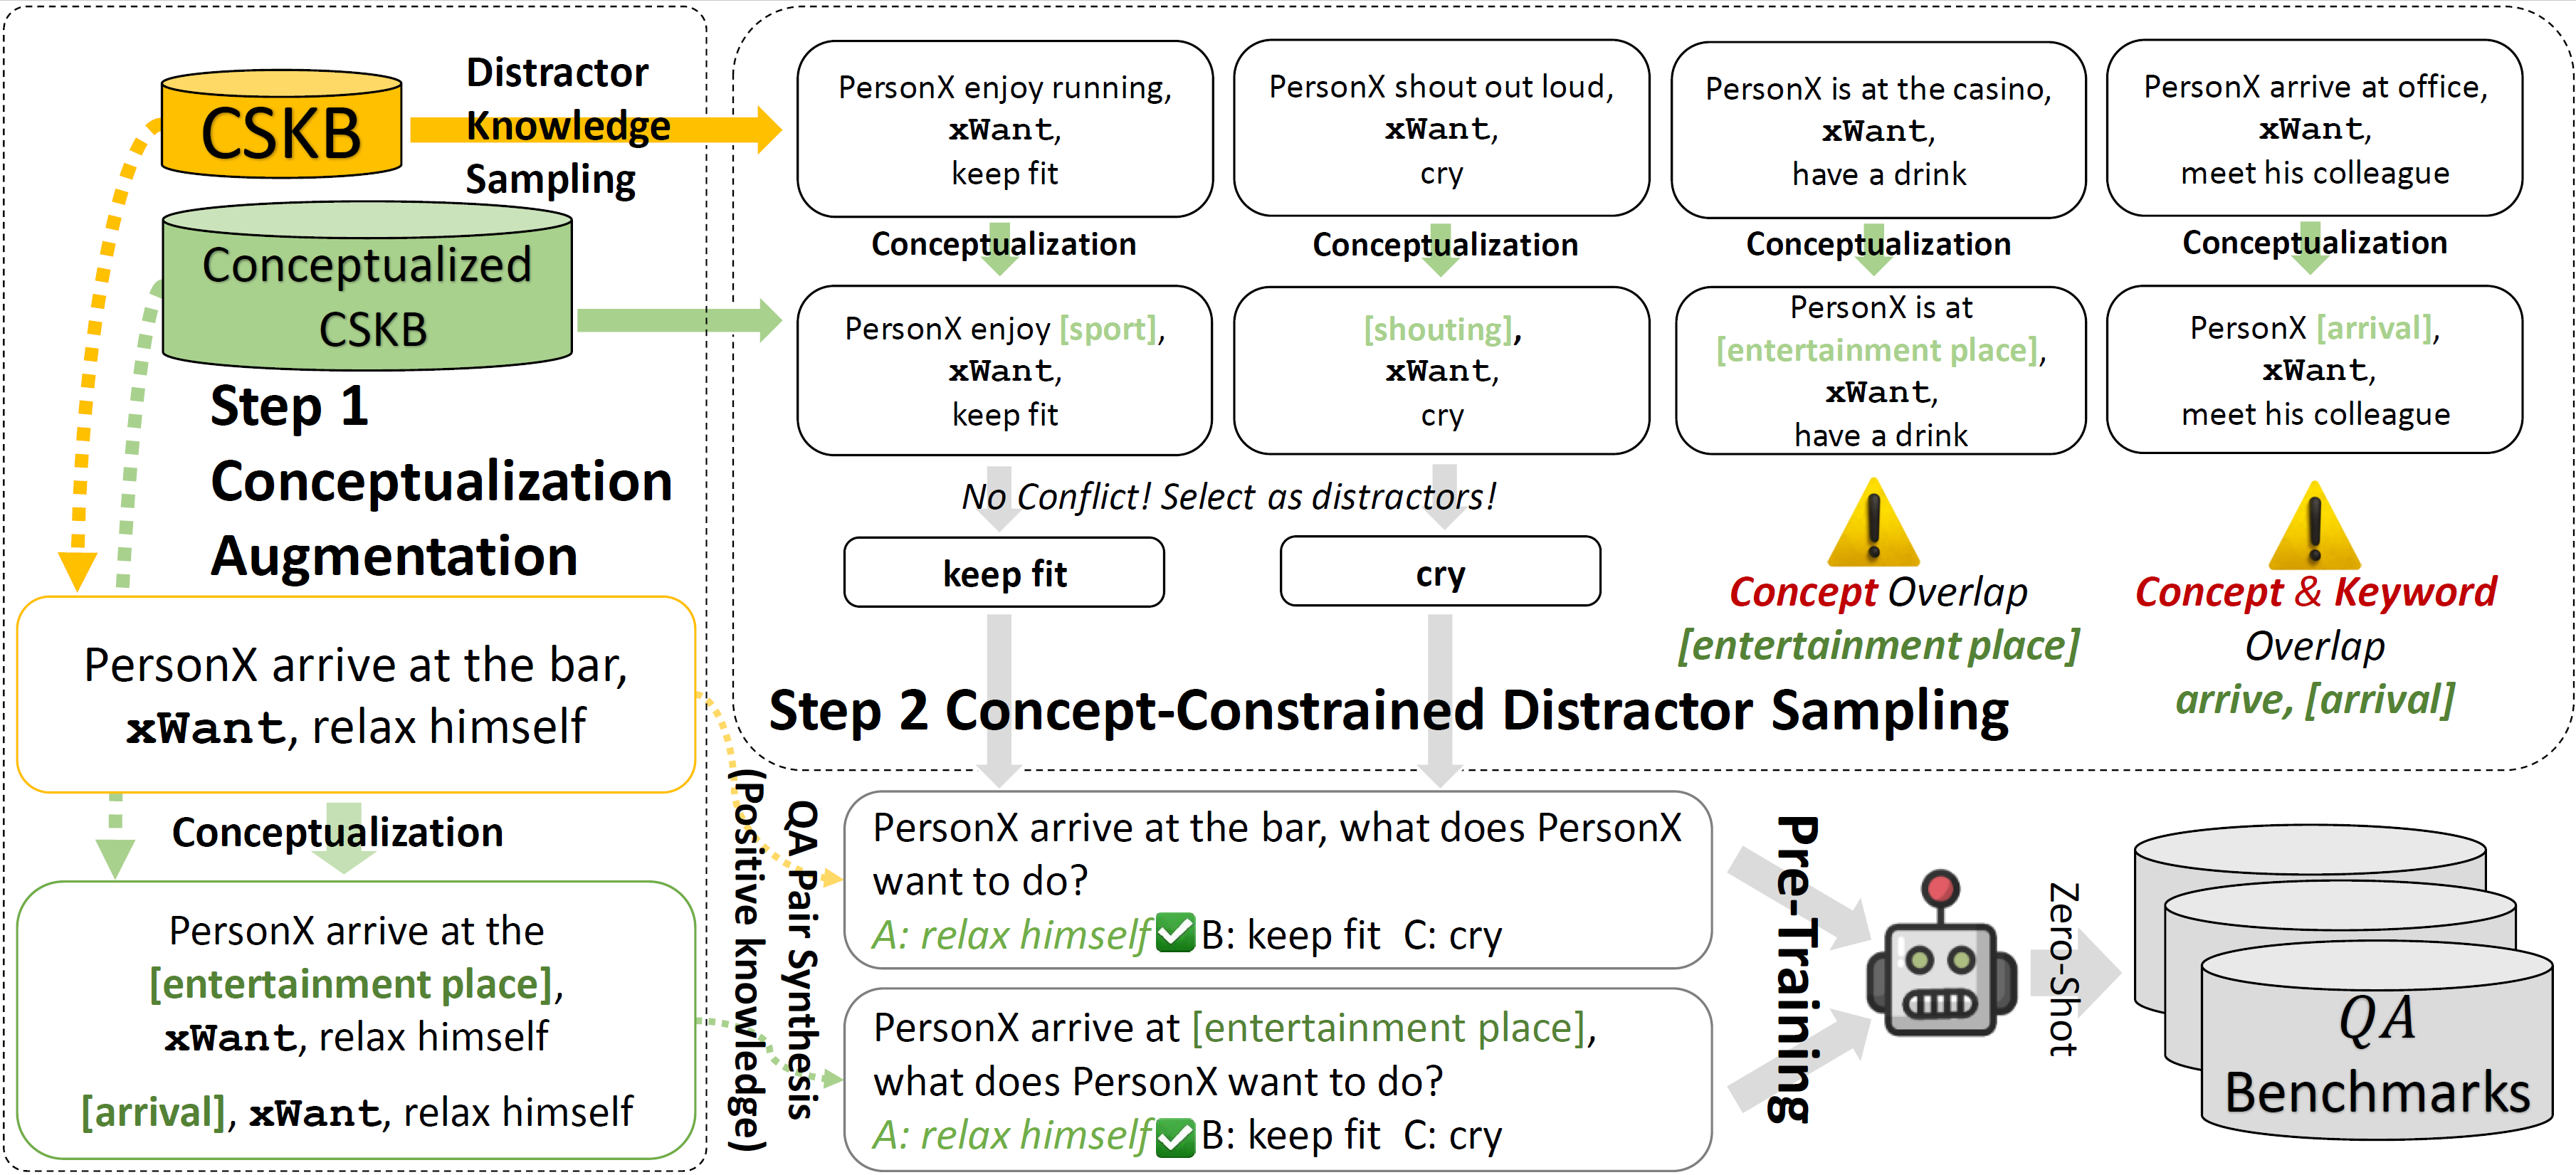 CSKB
Distractor
Knowledge
Sampling
Conceptualized
CSKB
Step 1
Conceptualization
Augmentation
PersonX arrive at the bar,
xWant, relax himself
Conceptualization
PersonX arrive at the
[entertainment place],
xWant, relax himself
[arrival], xWant, relax himself
PersonX enjoy running,
xWant,
keep fit
PersonX shout out loud,
xWant,
cry
PersonX is at the casino,
xWant,
have a drink
PersonX arrive at office,
xWant,
meet his colleague
Conceptualization
Conceptualization
Conceptualization
Conceptualization
PersonX enjoy [sport],
xWant,
keep fit
[shouting],
xWant,
cry
PersonX is at
[entertainment place],
xWant,
have a drink
PersonX [arrival],
xWant,
meet his colleague
No Conflict! Select as distractors!
keep fit
cry
Concept Overlap
[entertainment place]
Concept & Keyword
Overlap
arrive, [arrival]
Step 2 Concept-Constrained Distractor Sampling
QA Pair Synthesis
(Positive knowledge)
PersonX arrive at the bar, what does PersonX
want to do?
A: relax himself B: keep fit C: cry
PersonX arrive at [entertainment place],
what does PersonX want to do?
A: relax himself B: keep fit C: cry
Pre-Training
Zero-Shot
QA
Benchmarks